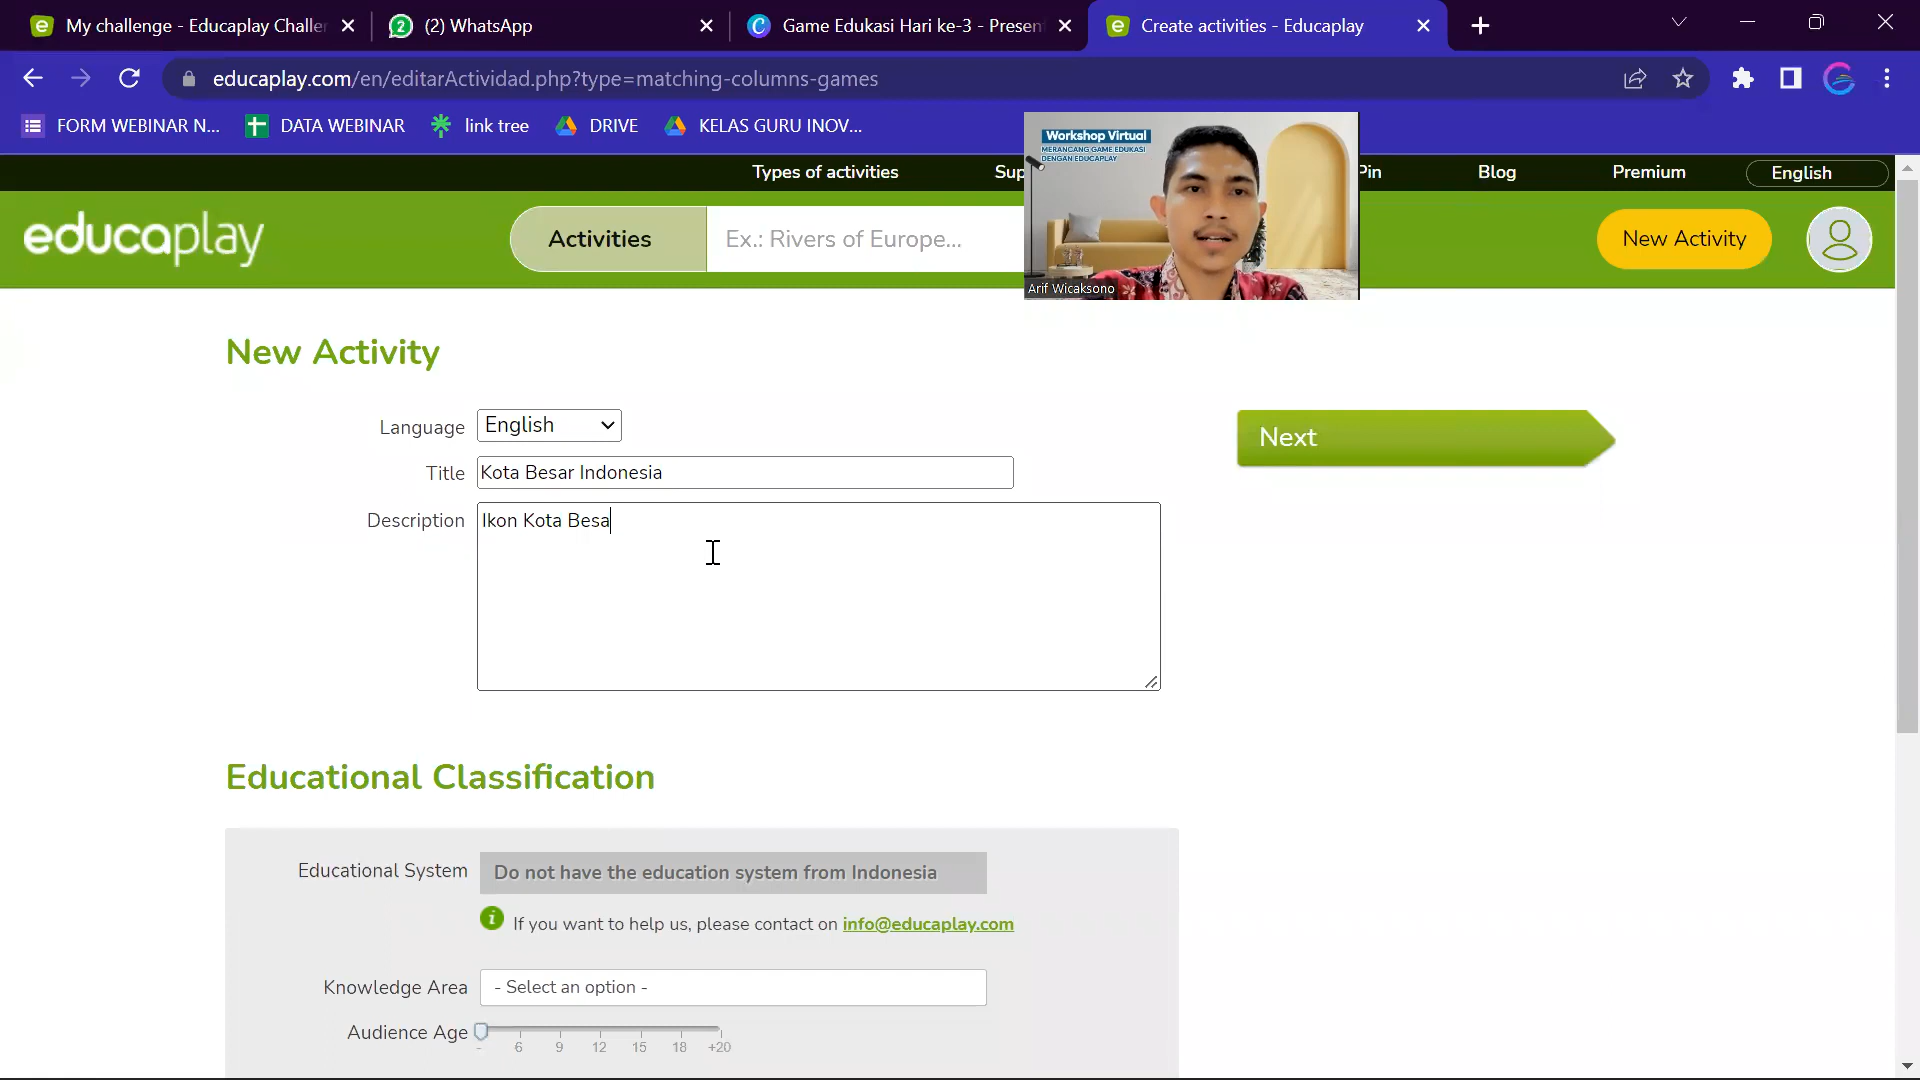 My challenge - Educaplay Challe
(2) WhatsApp
Game Edukasi Hari ke-3 - Presen
Create activities - Educaplay
educaplay.com/en/editarActividad.php?type=matching-columns-games
FORM WEBINAR N...
DATA WEBINAR
link tree
DRIVE
KELAS GURU INOV...
Types of activities
Sup
Pin
Blog
Premium
English
Workshop Virtual
MERANCANG GAME EDUKASI
DENGAN EDUCAPLAY
Arif Wicaksono
educaplay
Activities
Ex.: Rivers of Europe...
New Activity
New Activity
Language
English
Next
Title
Kota Besar Indonesia
Description
Ikon Kota Besa
Educational Classification
Educational System
Do not have the education system from Indonesia
If you want to help us, please contact on info@educaplay.com
Knowledge Area
- Select an option -
Audience Age
- 6 9 12 15 18 +20